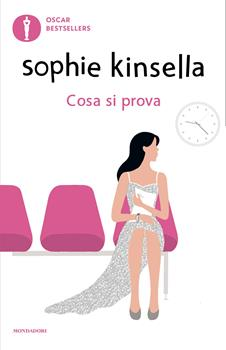 OSCAR
BESTSELLERS
sophie kinsella
Cosa si prova
MONDADORI